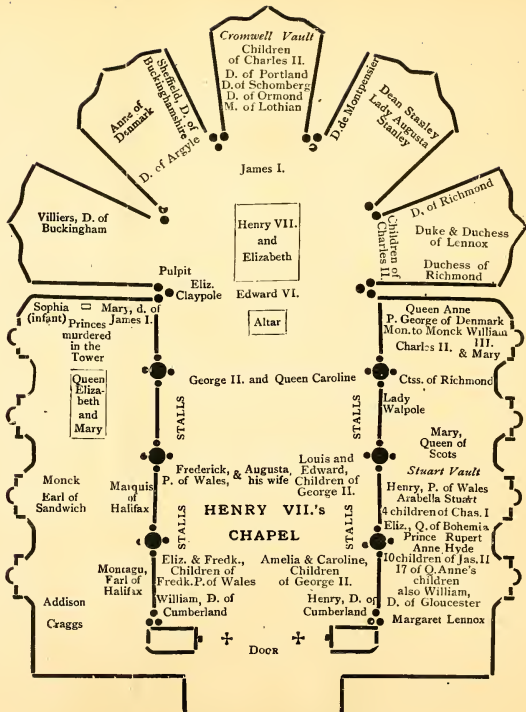 Cromwell Vault
Children
of Charles II.
D. of Portland
D. of Schomberg
D. of Ormond
M. of Lothian
Sheffield, D. of
Buckinghamshire
Anne of
Denmark
D. of Argyle
D. de Montpensier
Dean Stanley
Lady Augusta
Stanley
James I.
Villiers, D. of
Buckingham
Henry VII.
and
Elizabeth
Children of
Charles II.
D. of Richmond
Duke & Duchess
of Lennox
Duchess of
Richmond
Pulpit
Eliz.
Claypole
Edward VI.
Altar
Sophia
(infant)
Mary, d. of
James I.
Princes
murdered
in the
Tower
Queen
Eliza-
beth
and
Mary
Queen Anne
P. George of Denmark
Mon. to Monck William
III.
Charles II. & Mary
George II. and Queen Caroline
Ctss. of Richmond
STALLS
STALLS
Lady
Walpole
Mary,
Queen of
Scots
Monck
Earl of
Sandwich
Marquis
of
Halifax
Frederick,
P. of Wales,
& Augusta,
his wife
Louis and
Edward,
Children of
George II.
Stuart Vault
Henry, P. of Wales
Arabella Stuart
4 children of Chas. I
HENRY VII.'s
CHAPEL
STALLS
STALLS
Eliz., Q. of Bohemia
Prince Rupert
Anne Hyde
10 children of Jas. II
17 of Q. Anne's
children
also William,
D. of Gloucester
Montagu,
Earl of
Halifax
Eliz. & Fredk.,
Children of
Fredk. P. of Wales
Amelia & Caroline,
Children
of George II.
William, D. of
Cumberland
Henry, D. of
Cumberland
Addison
Craggs
Margaret Lennox
DOOR